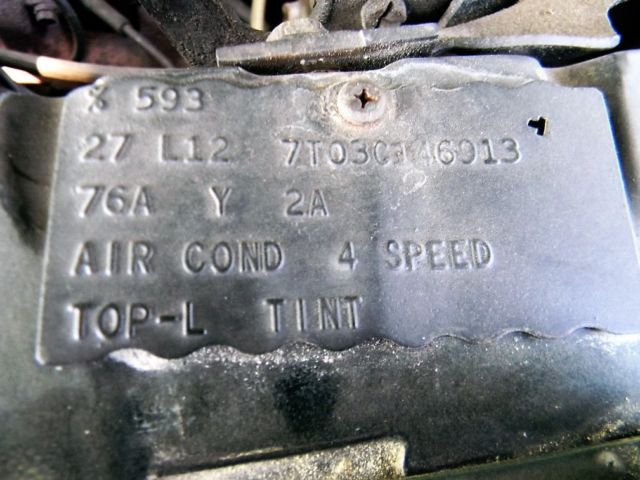 % 593
27 L12 7T03C146913
76A Y 2A
AIR COND 4 SPEED
TOP-L TINT